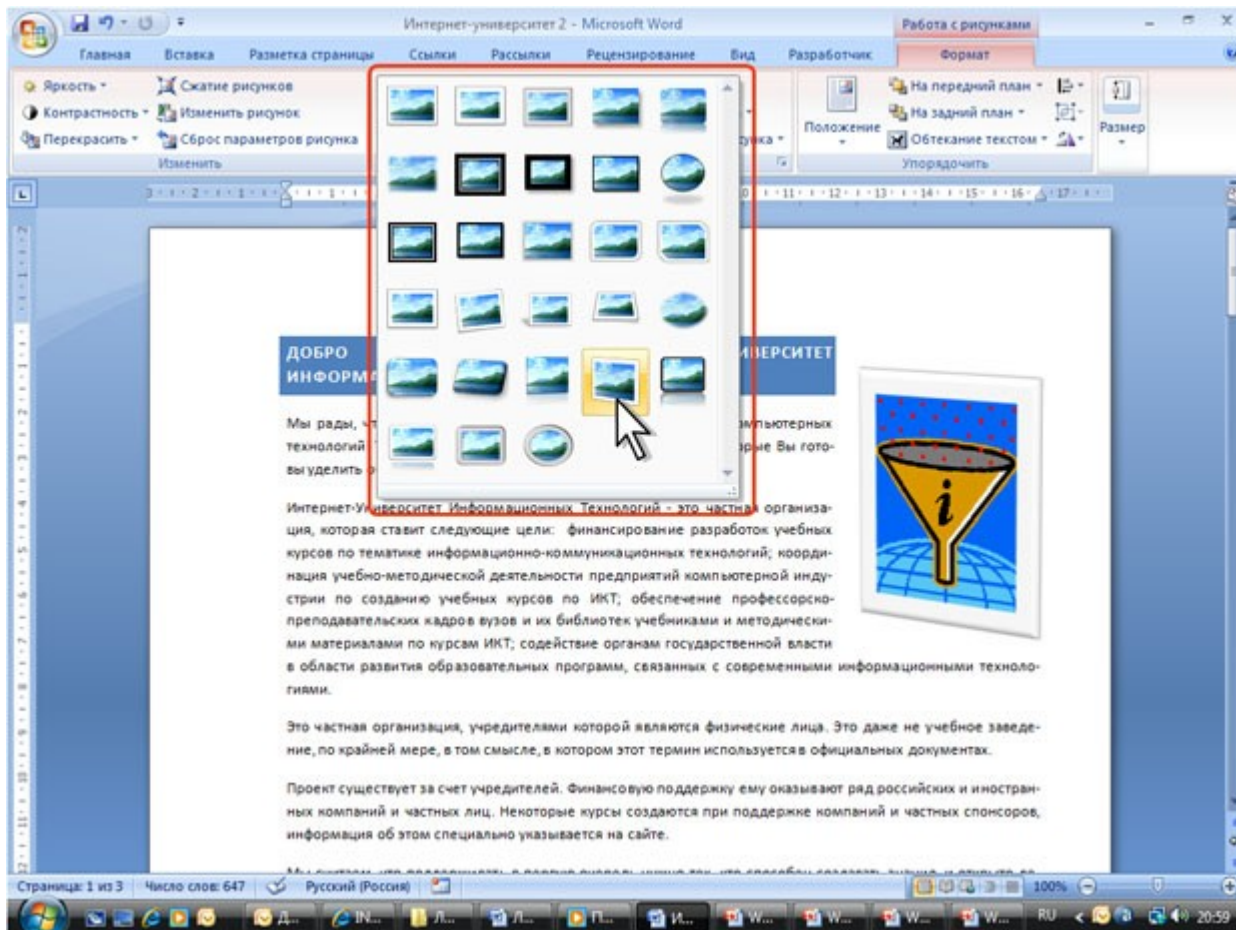 Интернет-университет 2 - Microsoft Word
Работа с рисунками
Главная Вставка Разметка страницы Ссылки Рассылки Рецензирование Вид Разработчик Формат
Яркость Сжатие рисунков На передний план
Контрастность Изменить рисунок На задний план
Перекрасить Сброс параметров рисунка Положение Обтекание текстом Размер
Изменить Упорядочить
ДОБРО
Мы рады,
технологий. Вы гото-
вы уделить
Интернет-Университет Информационных Технологий - это частная организа-
ция, которая ставит следующие цели: финансирование разработок учебных
курсов по тематике информационно-коммуникационных технологий; коорди-
нация учебно-методической деятельности предприятий компьютерной инду-
стрии по созданию учебных курсов по ИКТ; обеспечение профессорско-
преподавательских кадров вузов и их библиотек учебниками и методически-
ми материалами по курсам ИКТ; содействие органам государственной власти
в области развития образовательных программ, связанных с современными информационными техноло-
гиями.
Это частная организация, учредителями которой являются физические лица. Это даже не учебное заведе-
ние, по крайней мере, в том смысле, в котором этот термин используется в официальных документах.
Проект существует за счет учредителей. Финансовую поддержку ему оказывают ряд российских и иностран-
ных компаний и частных лиц. Некоторые курсы создаются при поддержке компаний и частных спонсоров,
информация об этом специально указывается на сайте.
Страница: 1 из 3 Число слов: 647 Русский (Россия) 100%
Д... IN... Л... Л... П... И... W... W... W... W... RU 20:59